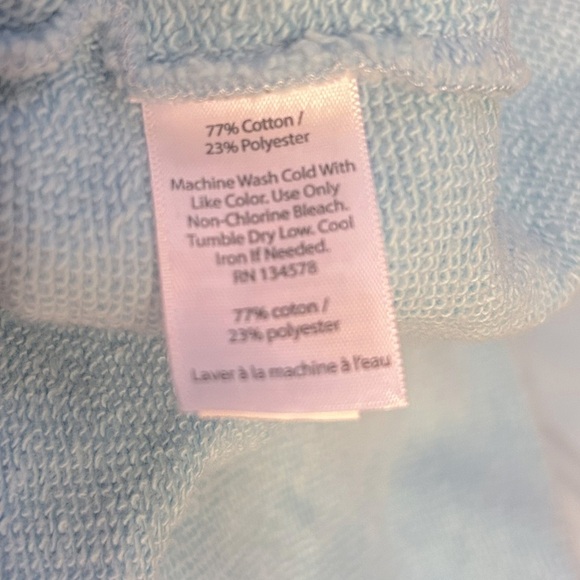 77% Cotton /
23% Polyester
Machine Wash Cold With
Like Color. Use Only
Non-Chlorine Bleach.
Tumble Dry Low. Cool
Iron If Needed.
RN 134578
77% coton /
23% polyester
Laver à la machine à l'eau